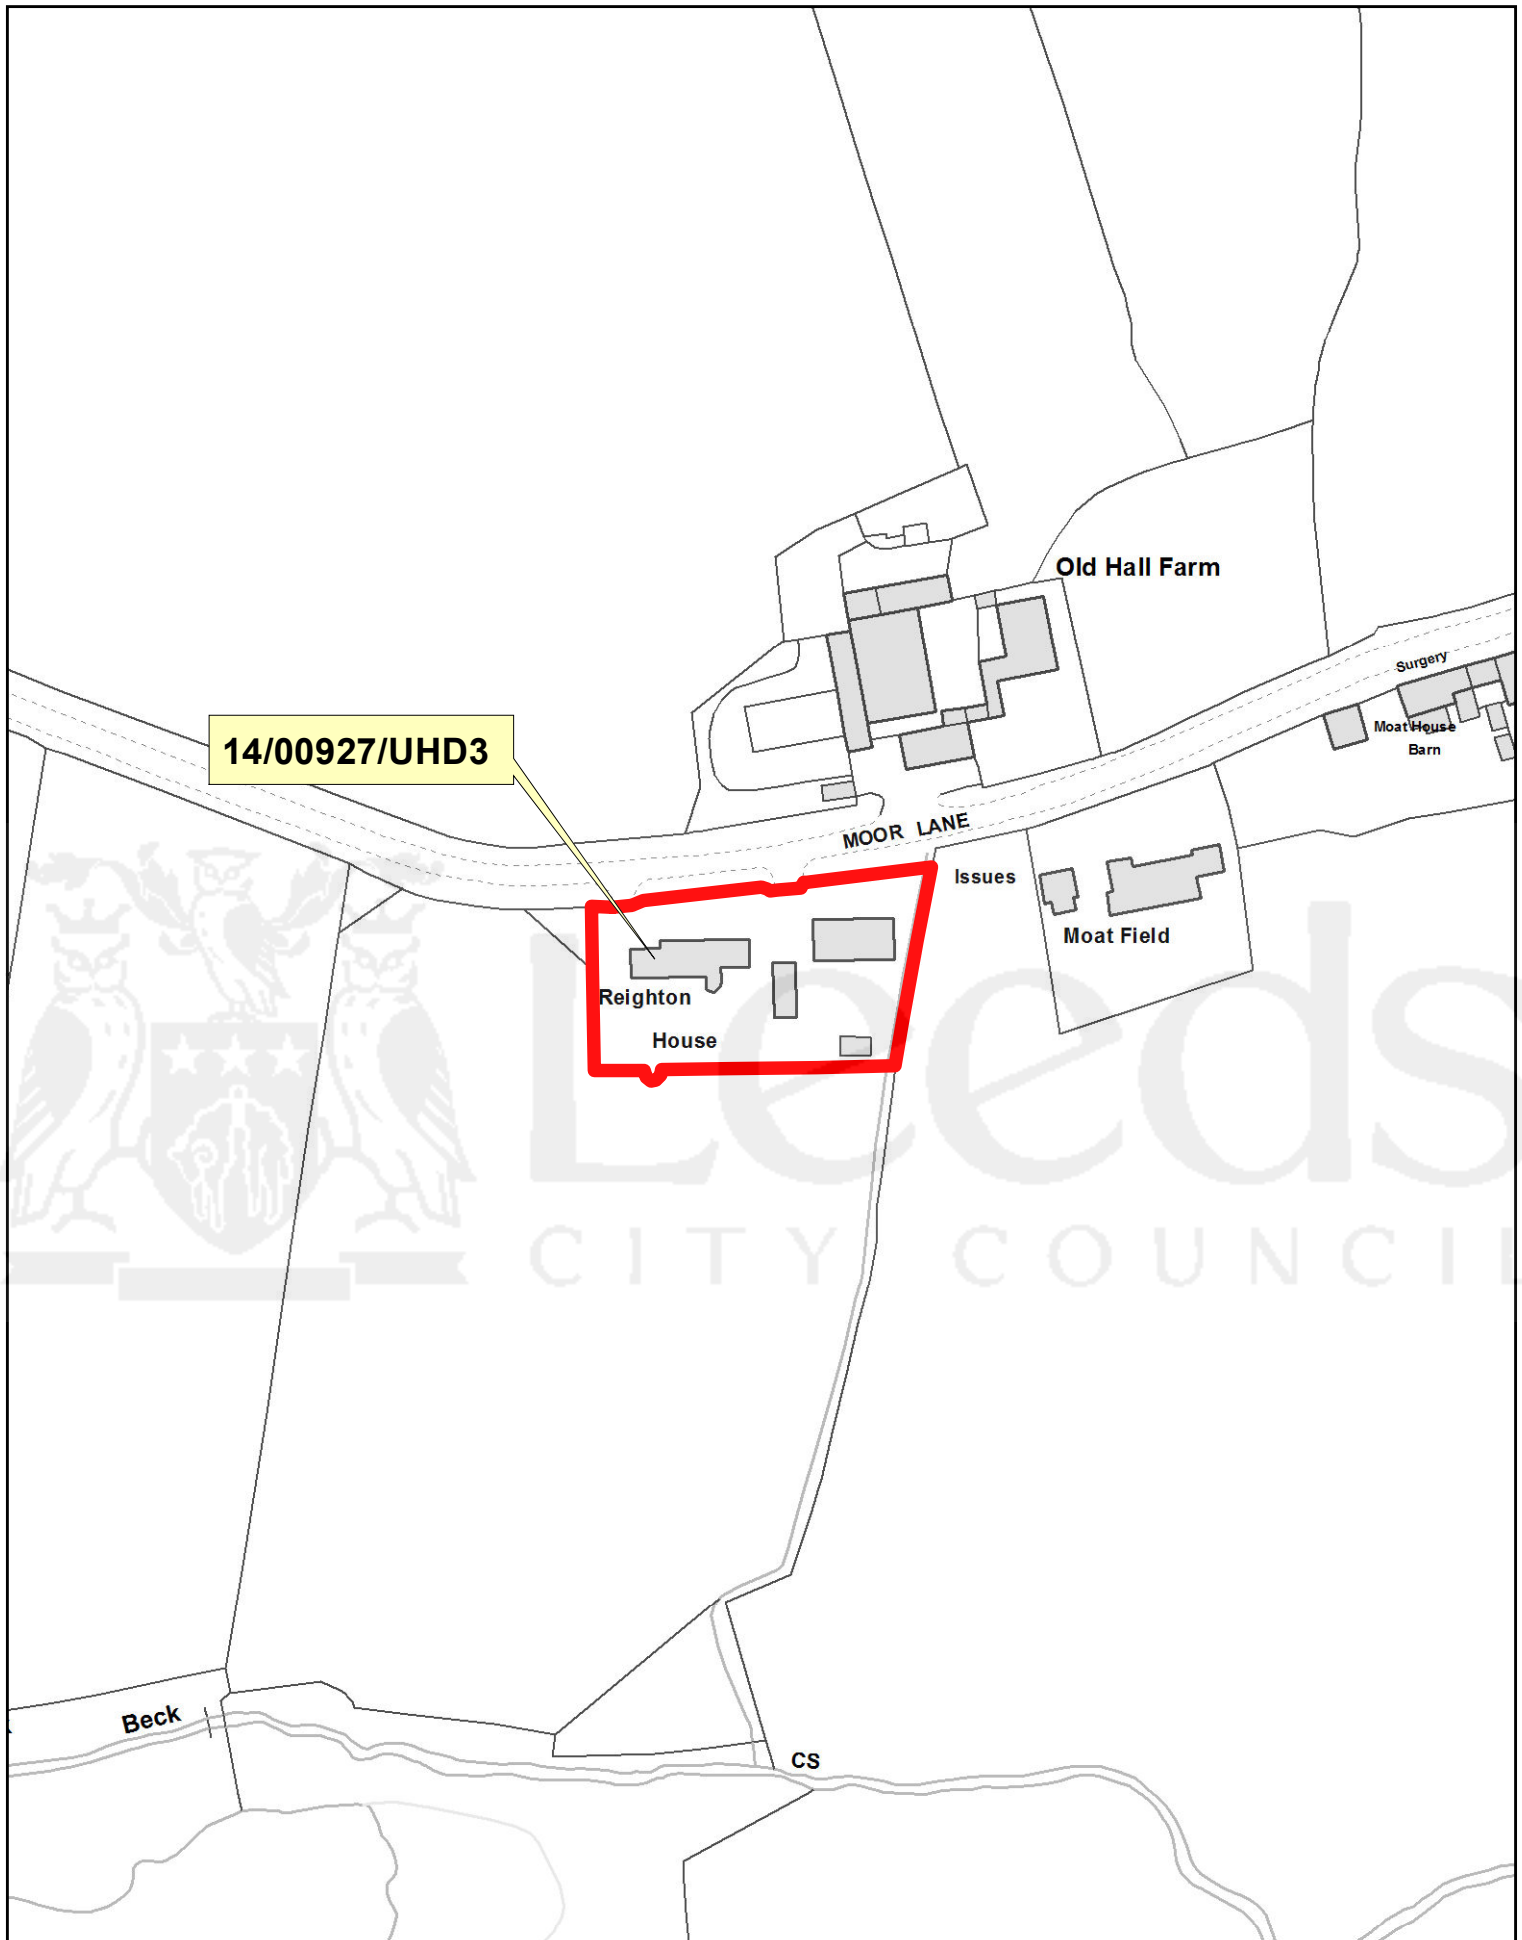 Old Hall Farm
Surgery
Moat House
Barn
14/00927/UHD3
MOOR LANE
Issues
Moat Field
Reighton
House
Leeds
CITY COUNCIL
Beck
CS